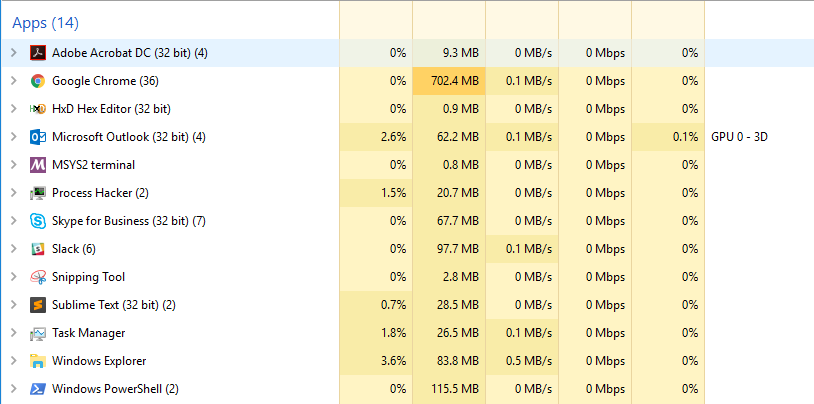 Apps (14)
Adobe Acrobat DC (32 bit) (4) 0% 9.3 MB 0 MB/s 0 Mbps 0%
Google Chrome (36) 0% 702.4 MB 0.1 MB/s 0 Mbps 0%
HxD Hex Editor (32 bit) 0% 0.9 MB 0 MB/s 0 Mbps 0%
Microsoft Outlook (32 bit) (4) 2.6% 62.2 MB 0.1 MB/s 0 Mbps 0.1% GPU 0 - 3D
MSYS2 terminal 0% 0.8 MB 0 MB/s 0 Mbps 0%
Process Hacker (2) 1.5% 20.7 MB 0 MB/s 0 Mbps 0%
Skype for Business (32 bit) (7) 0% 67.7 MB 0 MB/s 0 Mbps 0%
Slack (6) 0% 97.7 MB 0.1 MB/s 0 Mbps 0%
Snipping Tool 0% 2.8 MB 0 MB/s 0 Mbps 0%
Sublime Text (32 bit) (2) 0.7% 28.5 MB 0 MB/s 0 Mbps 0%
Task Manager 1.8% 26.5 MB 0.1 MB/s 0 Mbps 0%
Windows Explorer 3.6% 83.8 MB 0.5 MB/s 0 Mbps 0%
Windows PowerShell (2) 0% 115.5 MB 0 MB/s 0 Mbps 0%